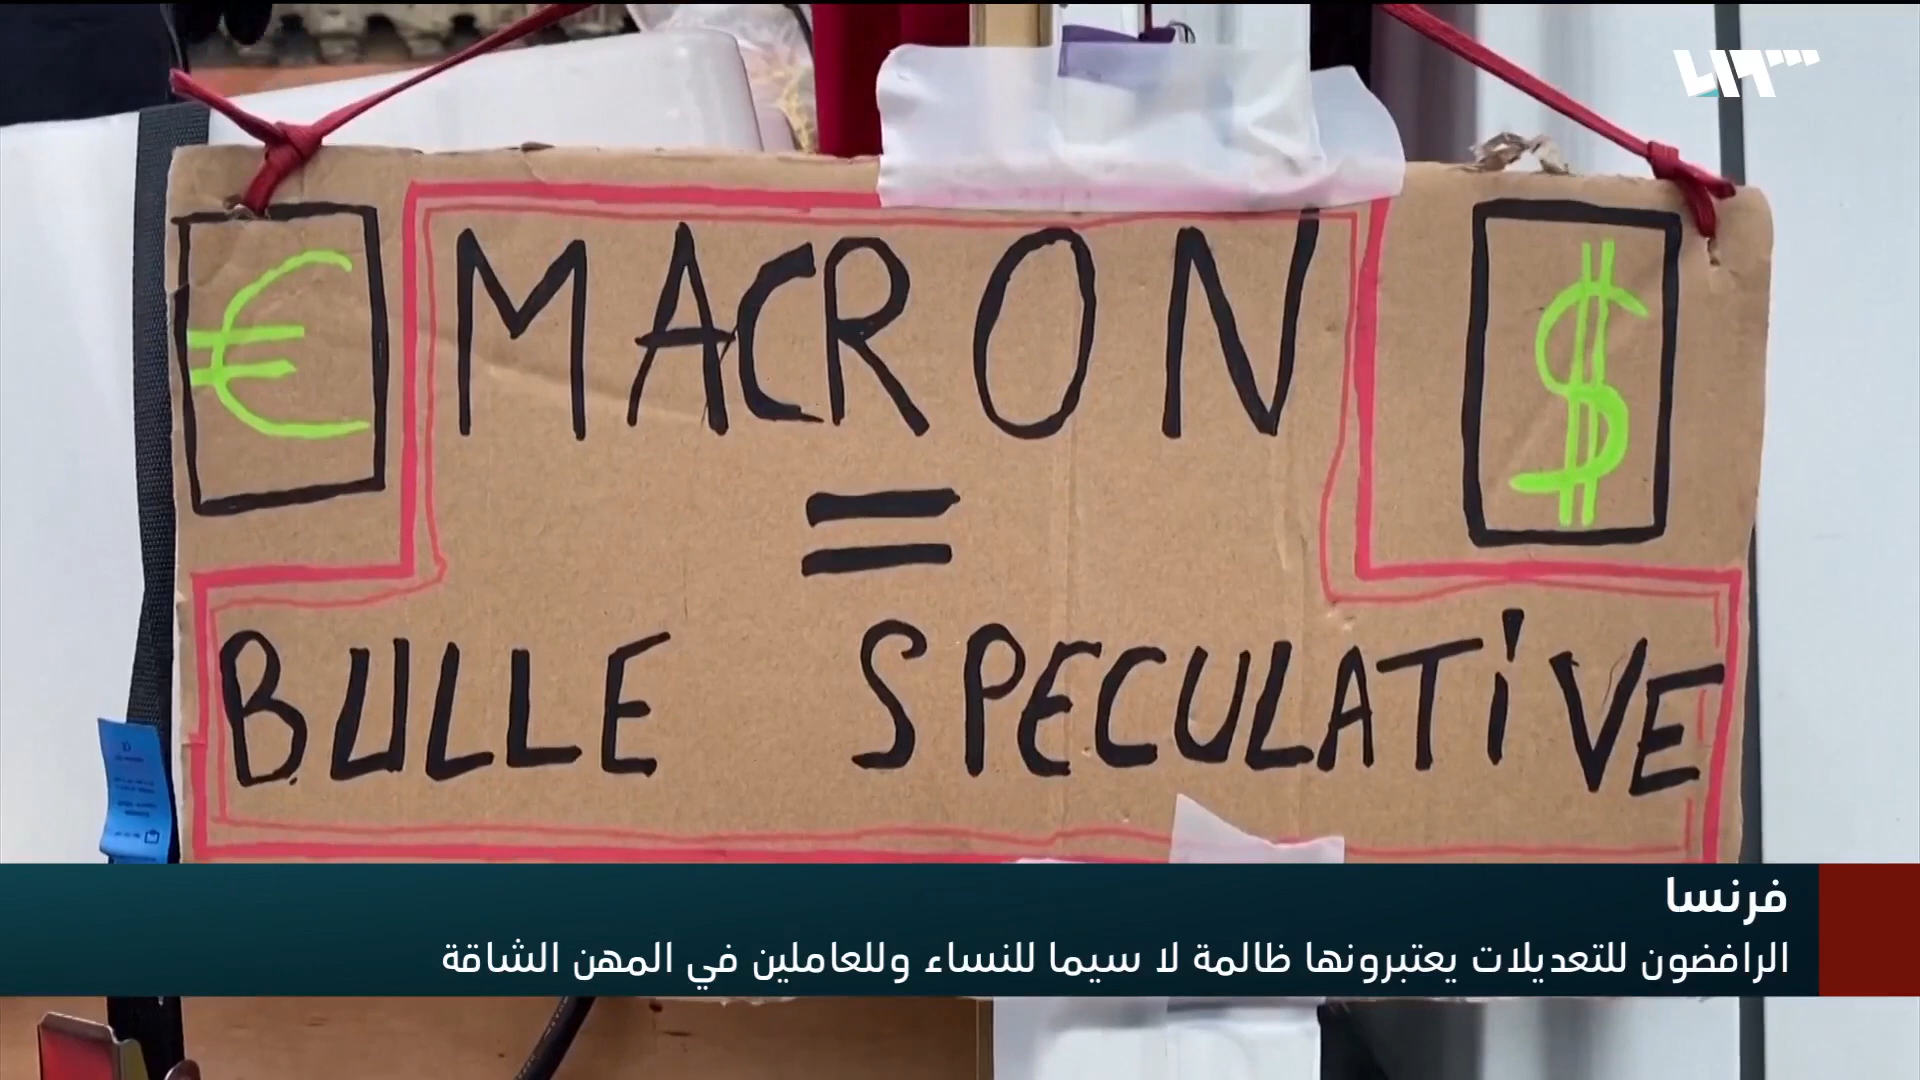 € MACRON $
=
BULLE SPECULATIVE
فرنسا
الرافضون للتعديلات يعتبرونها ظالمة لا سيما للنساء وللعاملين في المهن الشاقة